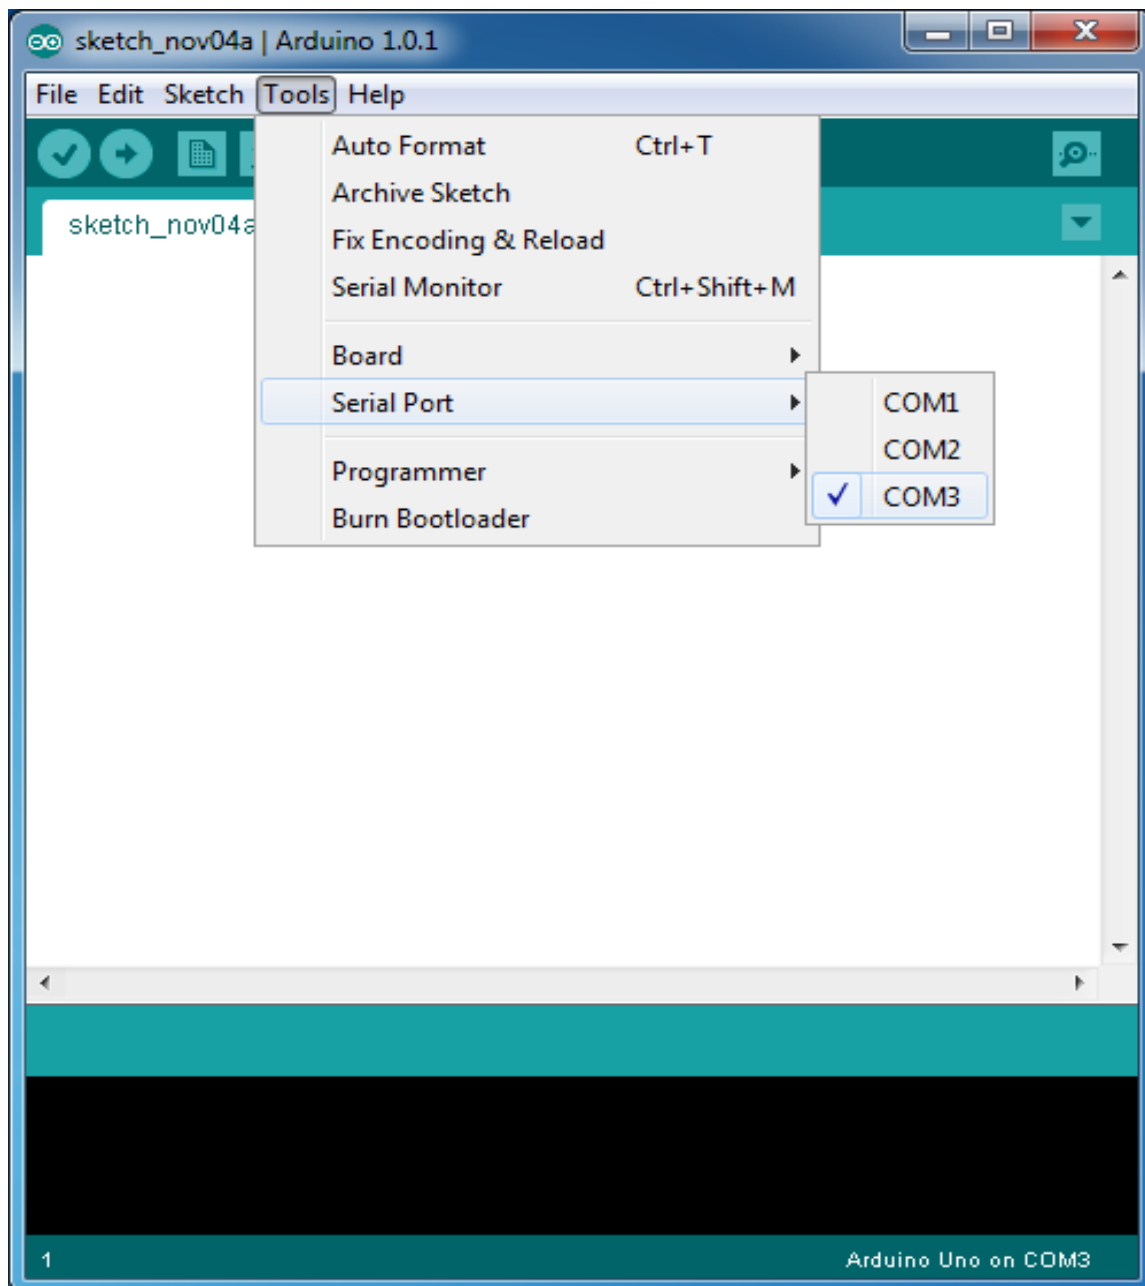 sketch_nov04a | Arduino 1.0.1
File Edit Sketch Tools Help
Auto Format Ctrl+T
Archive Sketch
sketch_nov04a
Fix Encoding & Reload
Serial Monitor Ctrl+Shift+M
Board
Serial Port
COM1
COM2
COM3
Programmer
Burn Bootloader
1 Arduino Uno on COM3